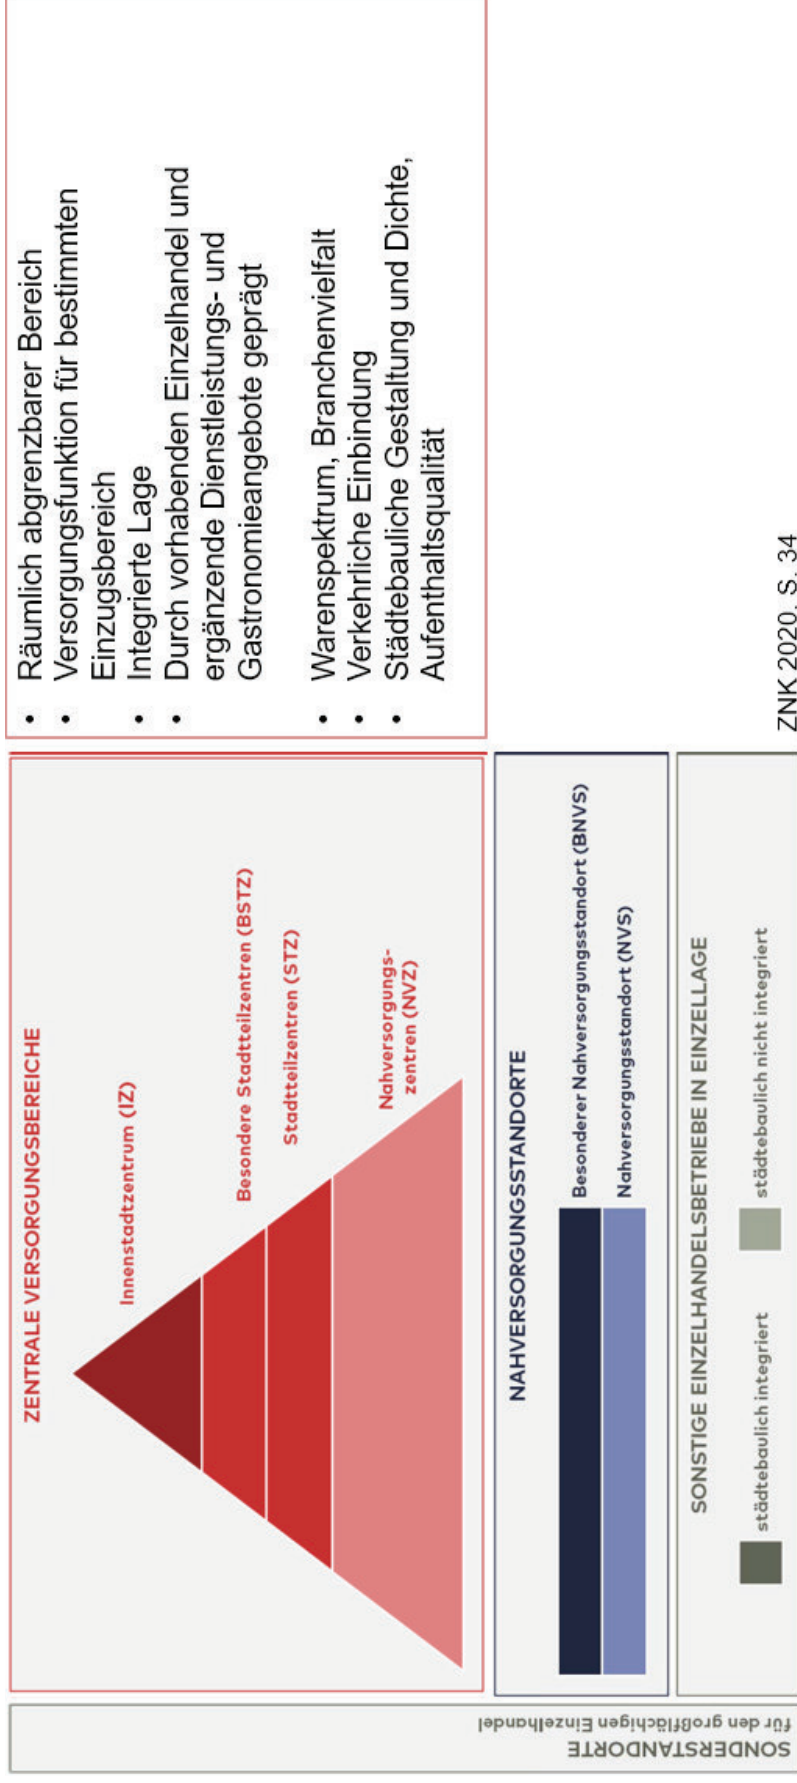 SONDERSTANDORTE
für den großflächigen Einzelhandel
ZENTRALE VERSORGUNGSBEREICHE
Innenstadtzentrum (IZ)
Besondere Stadtteilzentren (BSTZ)
Stadtteilzentren (STZ)
Nahversorgungs-
zentren (NVZ)
NAHVERSORGUNGSSTANDORTE
Besonderer Nahversorgungsstandort (BNVS)
Nahversorgungsstandort (NVS)
SONSTIGE EINZELHANDELSBETRIEBE IN EINZELLAGE
städtebaulich integriert
städtebaulich nicht integriert
• Räumlich abgrenzbarer Bereich
• Versorgungsfunktion für bestimmten
Einzugsbereich
• Integrierte Lage
• Durch vorhabenden Einzelhandel und
ergänzende Dienstleistungs- und
Gastronomieangebote geprägt
• Warenspektrum, Branchenvielfalt
• Verkehrliche Einbindung
• Städtebauliche Gestaltung und Dichte,
Aufenthaltsqualität
ZNK 2020, S. 34